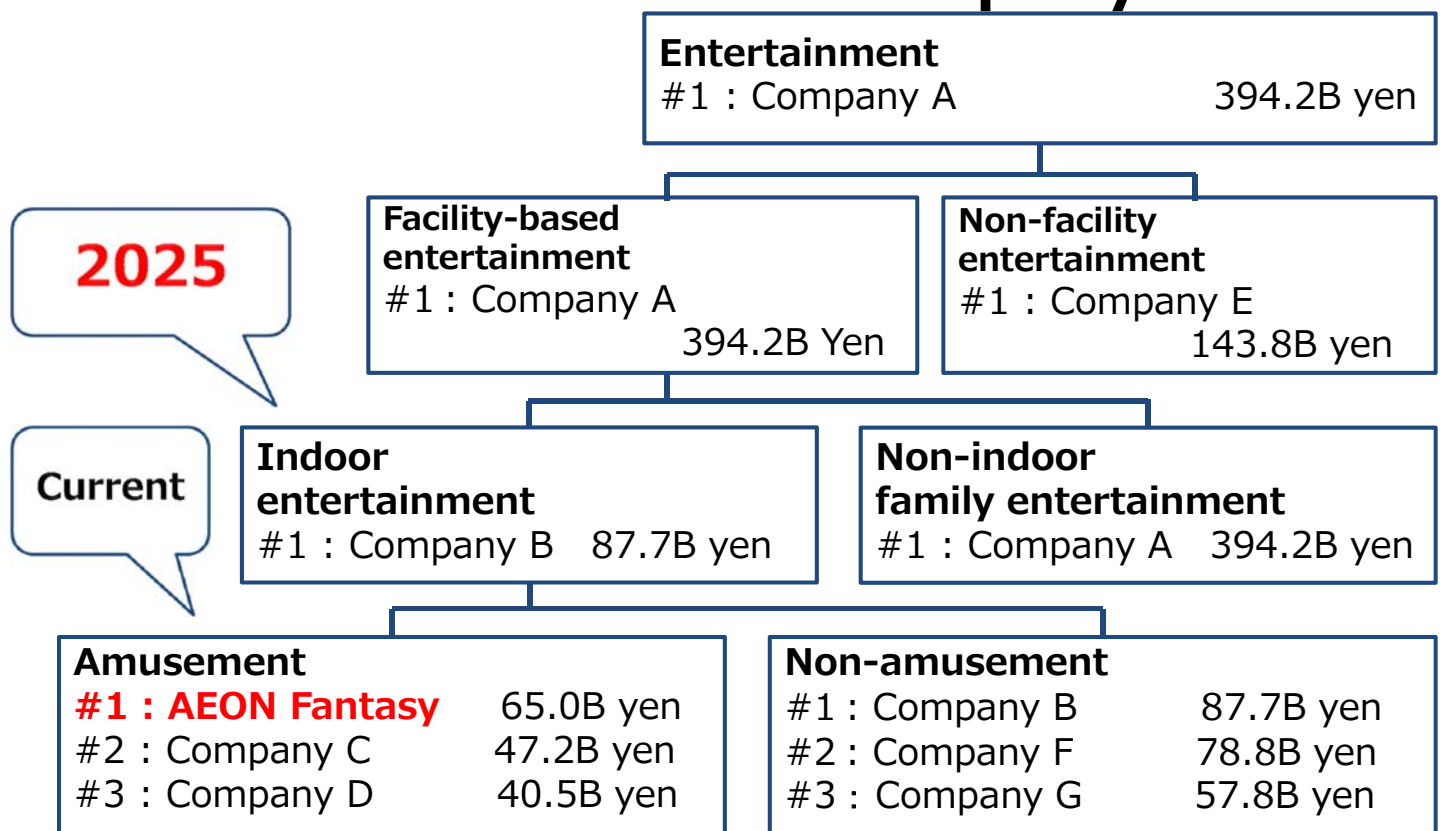 Entertainment
#1 : Company A 394.2B yen
2025
Facility-based
entertainment
#1 : Company A
394.2B Yen
Non-facility
entertainment
#1 : Company E
143.8B yen
Current
Indoor
entertainment
#1 : Company B 87.7B yen
Non-indoor
family entertainment
#1 : Company A 394.2B yen
Amusement
#1 : AEON Fantasy 65.0B yen
#2 : Company C 47.2B yen
#3 : Company D 40.5B yen
Non-amusement
#1 : Company B 87.7B yen
#2 : Company F 78.8B yen
#3 : Company G 57.8B yen